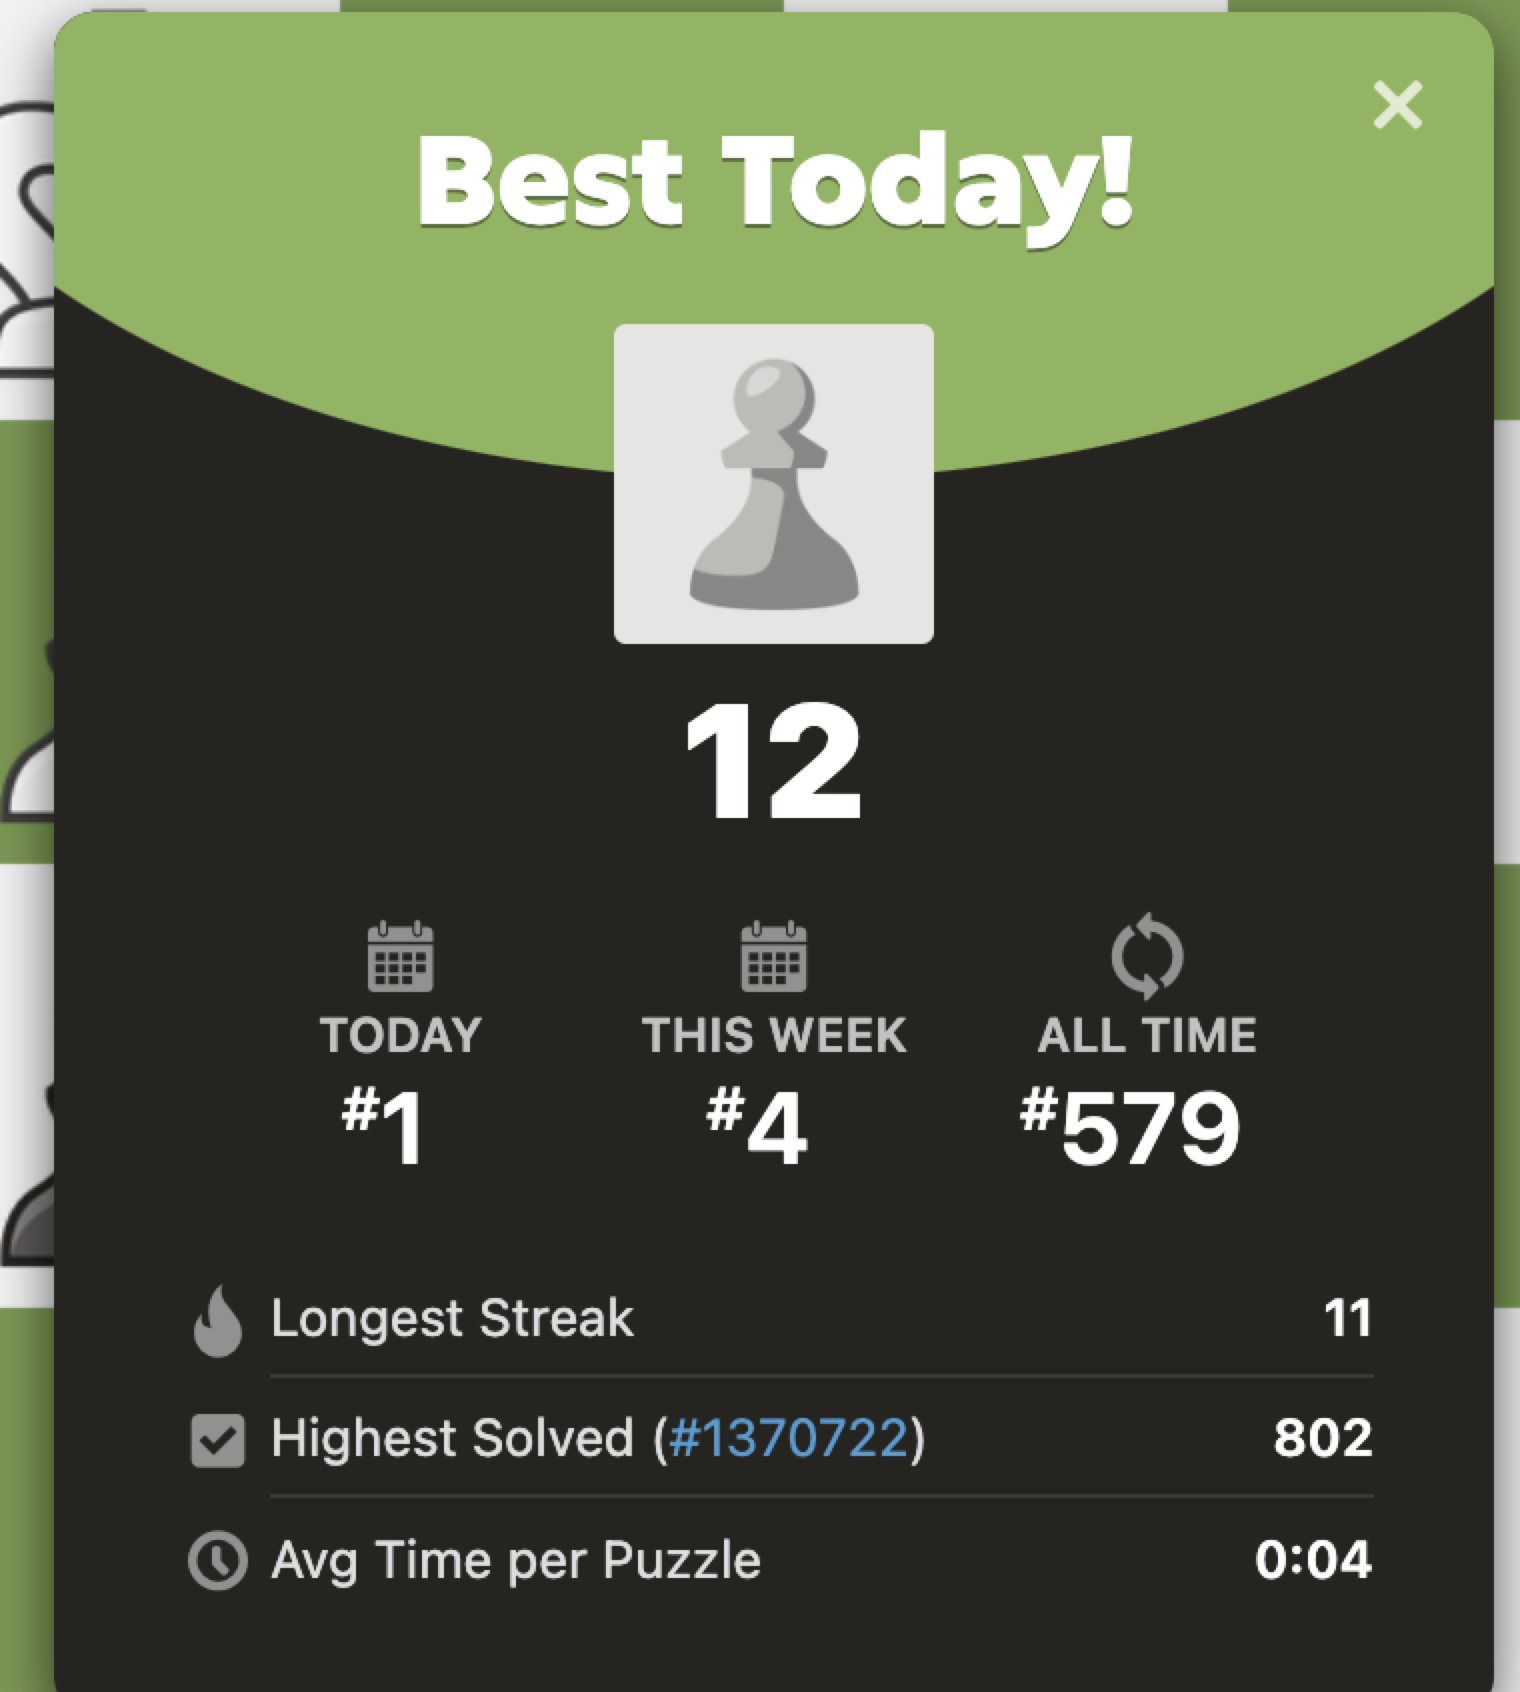 Best Today!
12
TODAY THIS WEEK ALL TIME
#1 #4 #579
Longest Streak 11
Highest Solved (#1370722) 802
Avg Time per Puzzle 0:04